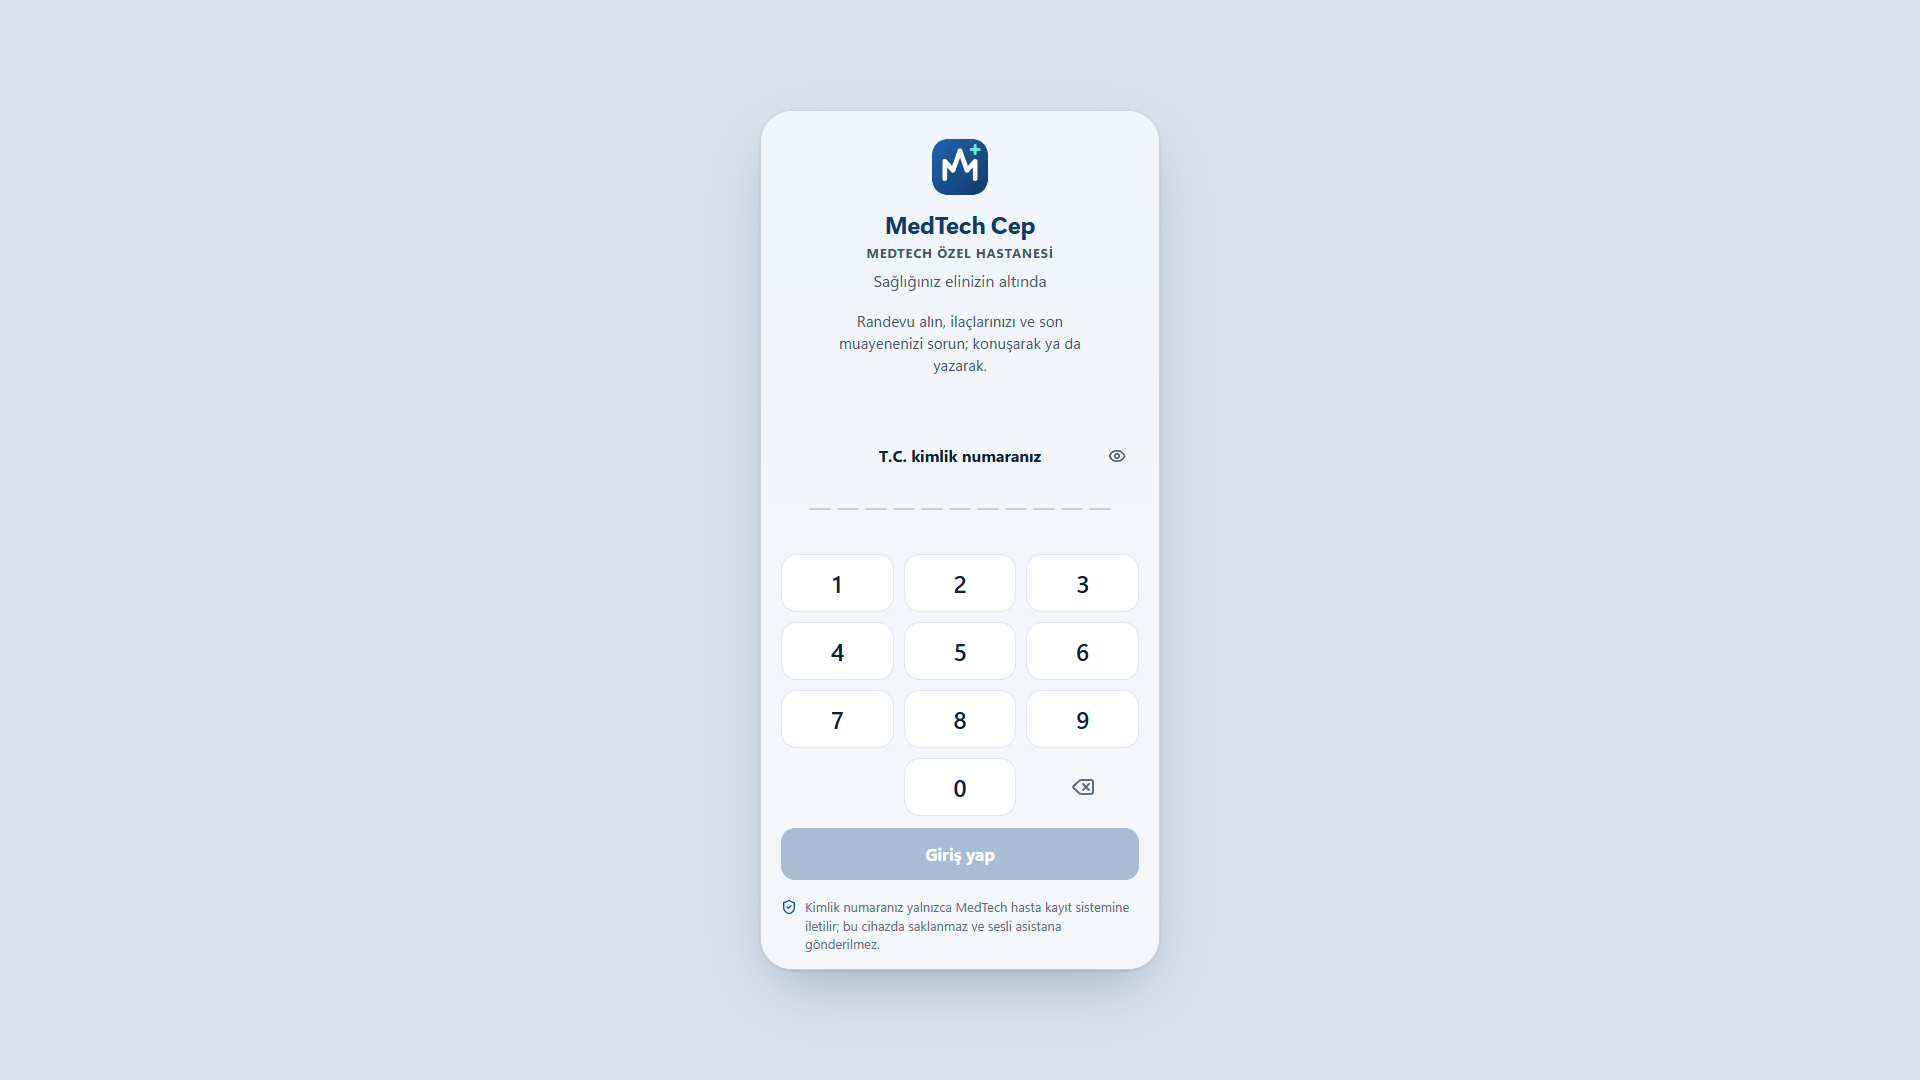 MedTech Cep
MEDTECH ÖZEL HASTANESİ
Sağlığınız elinizin altında
Randevu alın, ilaçlarınızı ve son
muayenenizi sorun; konuşarak ya da
yazarak.
T.C. kimlik numaranız
1 2 3
4 5 6
7 8 9
0
Giriş yap
Kimlik numaranız yalnızca MedTech hasta kayıt sistemine
iletilir; bu cihazda saklanmaz ve sesli asistana
gönderilmez.